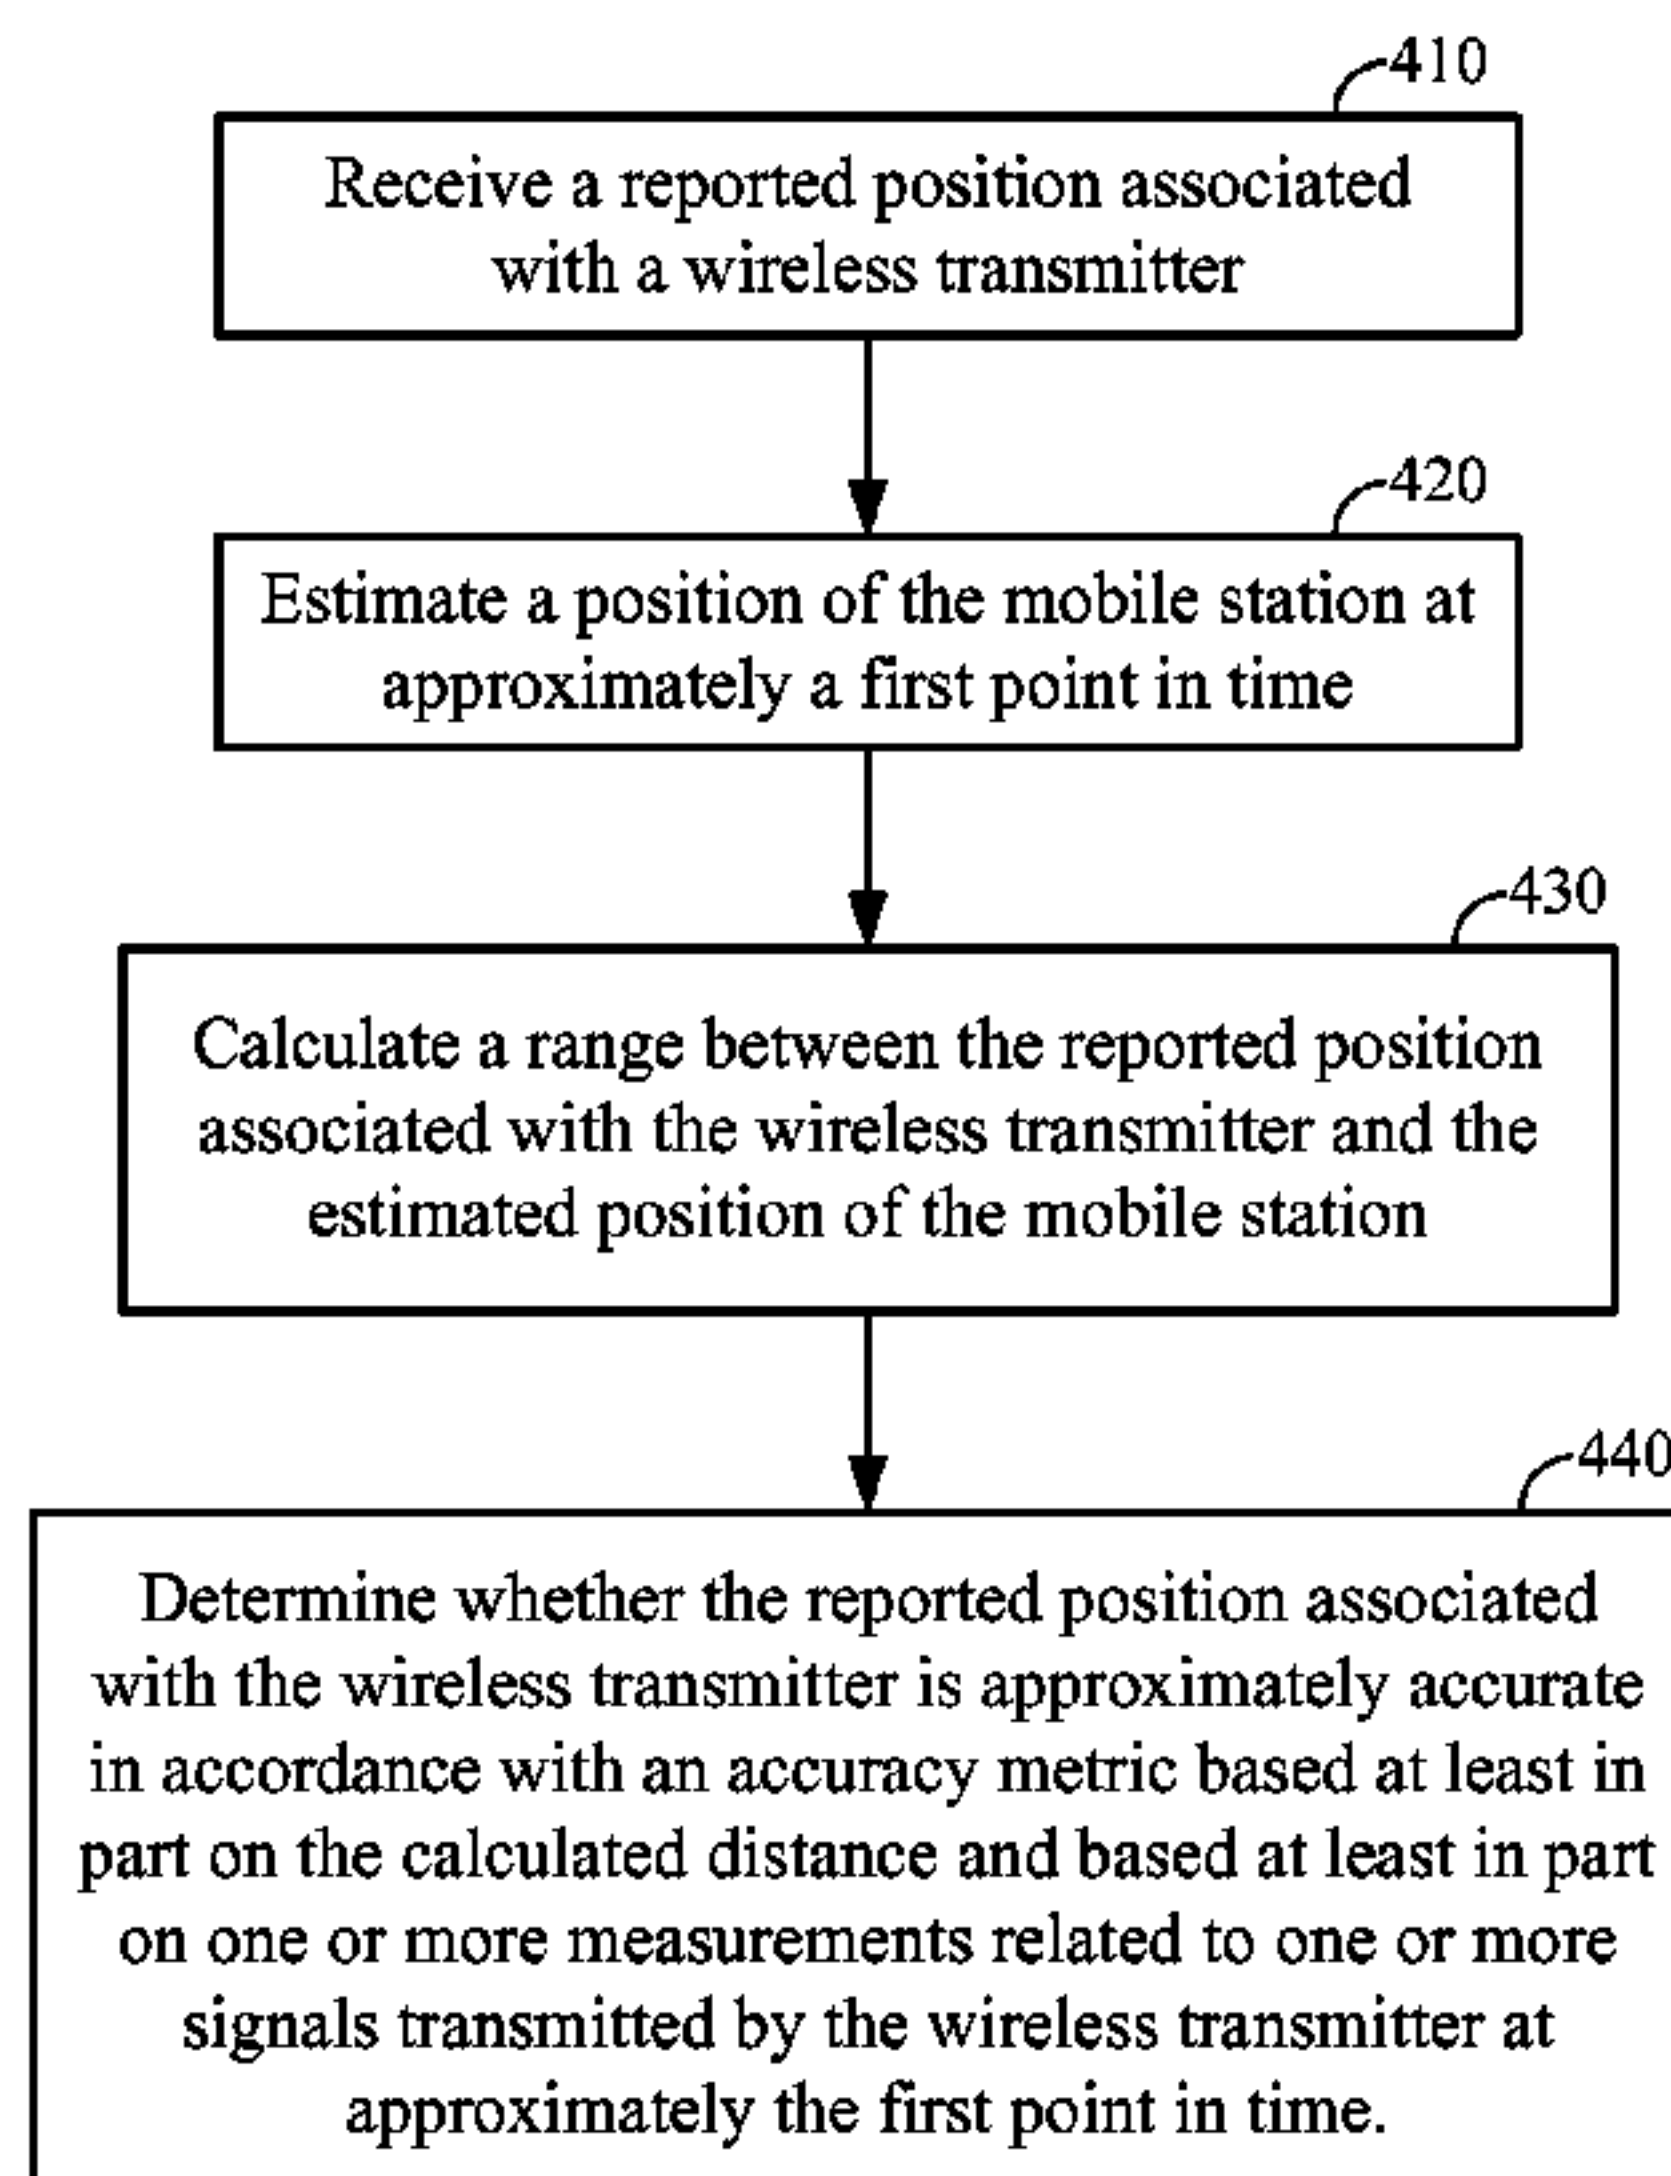 410
Receive a reported position associated
with a wireless transmitter
420
Estimate a position of the mobile station at
approximately a first point in time
430
Calculate a range between the reported position
associated with the wireless transmitter and the
estimated position of the mobile station
440
Determine whether the reported position associated
with the wireless transmitter is approximately accurate
in accordance with an accuracy metric based at least in
part on the calculated distance and based at least in part
on one or more measurements related to one or more
signals transmitted by the wireless transmitter at
approximately the first point in time.